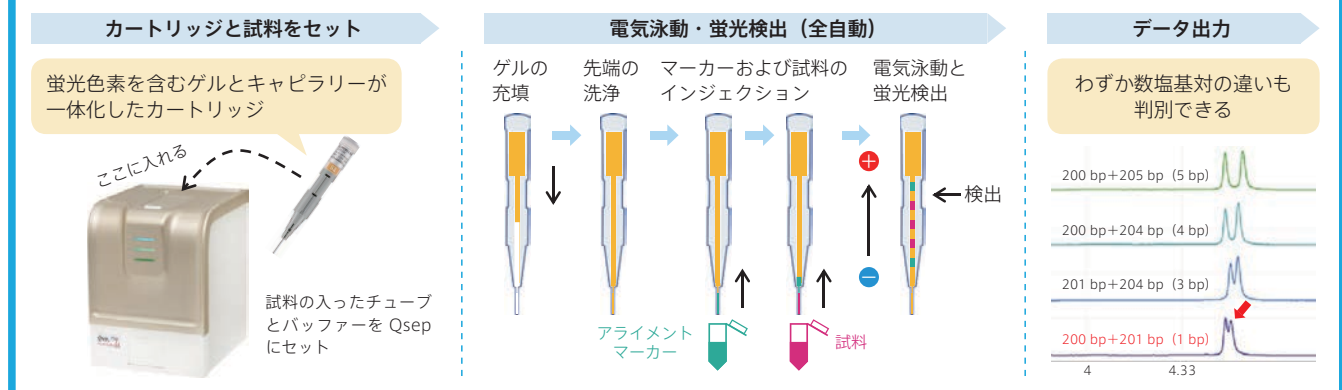 カートリッジと試料をセット
蛍光色素を含むゲルとキャピラリーが
一体化したカートリッジ
ここに入れる
試料の入ったチューブ
とバッファーを Qsep
にセット
電気泳動・蛍光検出（全自動）
ゲルの
充填
先端の
洗浄
マーカーおよび試料の
インジェクション
電気泳動と
蛍光検出
+
検出
−
アライメント
マーカー
試料
データ出力
わずか数塩基対の違いも
判別できる
200 bp＋205 bp（5 bp）
200 bp＋204 bp（4 bp）
201 bp＋204 bp（3 bp）
200 bp＋201 bp（1 bp）
4 4.33